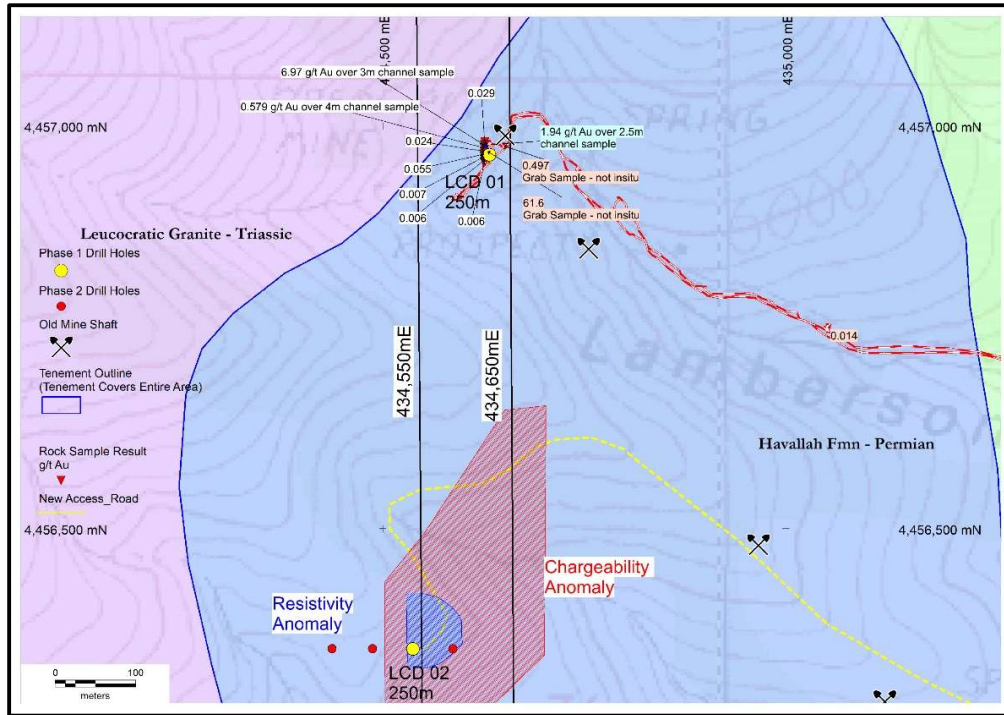 435,000 mE
6.97 g/t Au over 3m channel sample
0.029
0.579 g/t Au over 4m channel sample
4,457,000 mN
4,457,000 mN
SPRING
MINE
0.024
1.94 g/t Au over 2.5m
channel sample
0.055
0.497
Grab Sample - not insitu
LCD 01
250m
0.007
61.6
Grab Sample - not insitu
0.006
0.006
PROSPECT
Leucocratic Granite - Triassic
Phase 1 Drill Holes
Phase 2 Drill Holes
Old Mine Shaft
Tenement Outline
(Tenement Covers Entire Area)
Rock Sample Result
g/t Au
New Access_Road
434,550mE
434,650mE
0.014
Lamberson
Havallah Fmn - Permian
4,456,500 mN
4,456,500 mN
Chargeability
Anomaly
Resistivity
Anomaly
LCD 02
250m
0 100
meters
SP